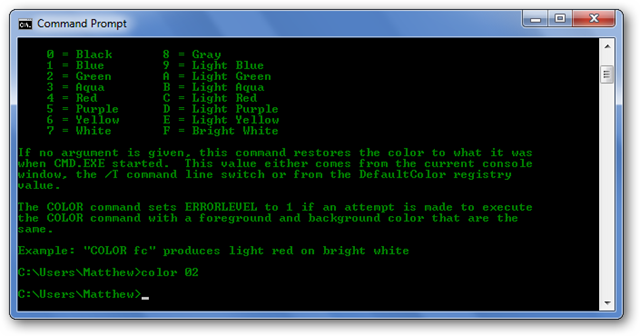 Command Prompt
0 = Black 8 = Gray
1 = Blue 9 = Light Blue
2 = Green A = Light Green
3 = Aqua B = Light Aqua
4 = Red C = Light Red
5 = Purple D = Light Purple
6 = Yellow E = Light Yellow
7 = White F = Bright White
If no argument is given, this command restores the color to what it was
when CMD.EXE started. This value either comes from the current console
window, the /T command line switch or from the DefaultColor registry
value.
The COLOR command sets ERRORLEVEL to 1 if an attempt is made to execute
the COLOR command with a foreground and background color that are the
same.
Example: "COLOR fc" produces light red on bright white
C:\Users\Matthew>color 02
C:\Users\Matthew>_